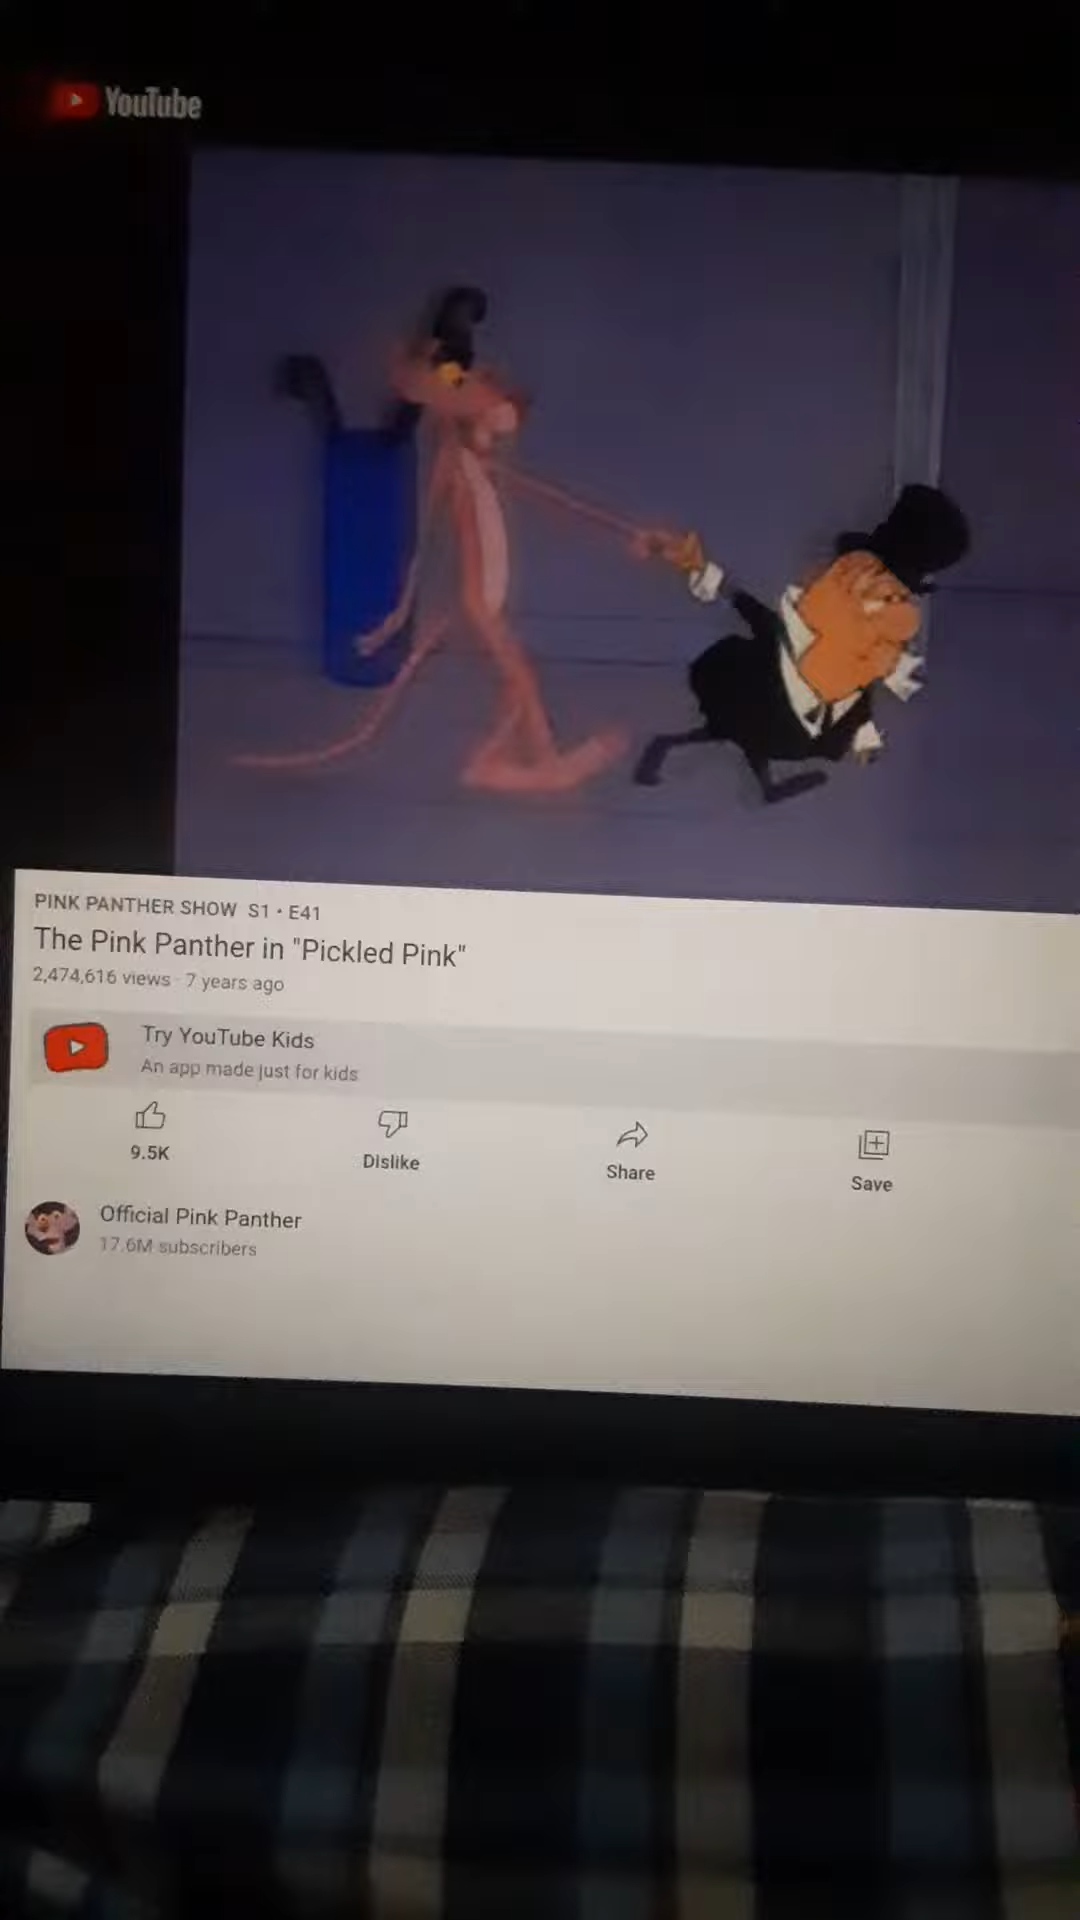 YouTube
PINK PANTHER SHOW S1 • E41
The Pink Panther in "Pickled Pink"
2,474,616 views · 7 years ago
Try YouTube Kids
An app made just for kids
9.5K
Dislike
Share
Save
Official Pink Panther
17.6M subscribers